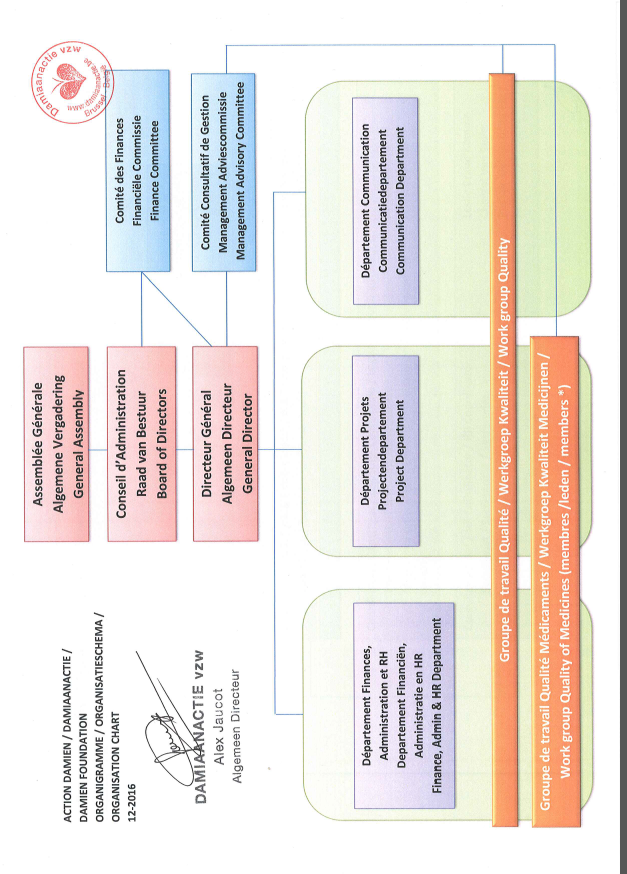 ACTION DAMIEN / DAMIAANACTIE /
DAMIEN FOUNDATION
ORGANIGRAMME / ORGANISATIESCHEMA /
ORGANISATION CHART
12-2016
DAMIAANACTIE vzw
Alex Jaucot
Algemeen Directeur
Assemblée Générale
Algemene Vergadering
General Assembly
Conseil d'Administration
Raad van Bestuur
Board of Directors
Directeur Général
Algemeen Directeur
General Director
Damiaanactie vzw
www.damiaanactie.be
Brussel - België
Comité des Finances
Financiële Commissie
Finance Committee
Comité Consultatif de Gestion
Management Adviescommissie
Management Advisory Committee
Département Finances,
Administration et RH
Departement Financiën,
Administratie en HR
Finance, Admin & HR Department
Département Projets
Projectendepartement
Project Department
Département Communication
Communicatiedepartement
Communication Department
Groupe de travail Qualité / Werkgroep Kwaliteit / Work group Quality
Groupe de travail Qualité Médicaments / Werkgroep Kwaliteit Medicijnen /
Work group Quality of Medicines (membres /leden / members *)